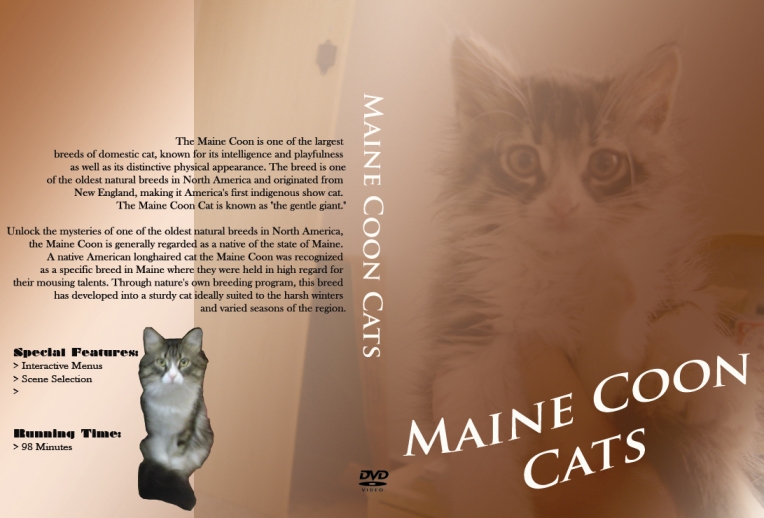 The Maine Coon is one of the largest
breeds of domestic cat, known for its intelligence and playfulness
as well as its distinctive physical appearance. The breed is one
of the oldest natural breeds in North America and originated from
New England, making it America's first indigenous show cat.
The Maine Coon Cat is known as "the gentle giant."
Unlock the mysteries of one of the oldest natural breeds in North America,
the Maine Coon is generally regarded as a native of the state of Maine.
A native American longhaired cat the Maine Coon was recognized
as a specific breed in Maine where they were held in high regard for
their mousing talents. Through nature's own breeding program, this breed
has developed into a sturdy cat ideally suited to the harsh winters
and varied seasons of the region.
Special Features:
> Interactive Menus
> Scene Selection
>
Running Time:
> 98 Minutes
MAINE COON CATS
DVD
VIDEO
MAINE COON
CATS